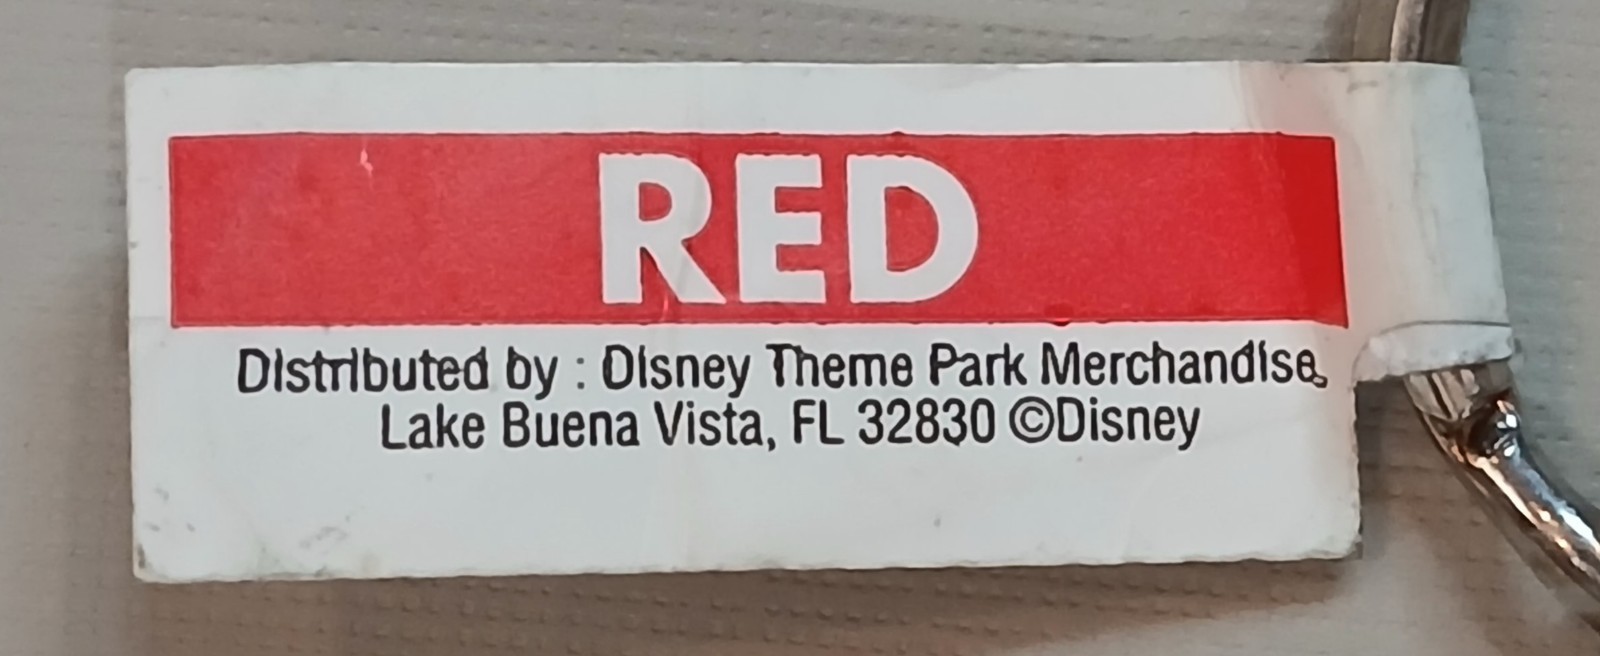 RED
Distributed by : Disney Theme Park Merchandise,
Lake Buena Vista, FL 32830 ©Disney